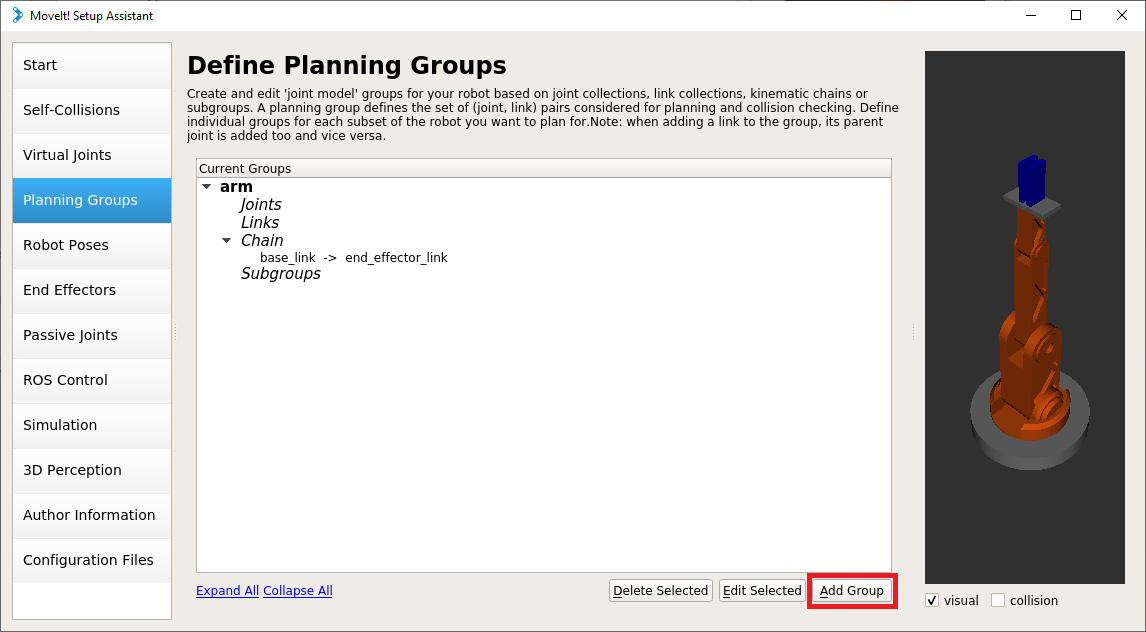 MoveIt! Setup Assistant
Start
Self-Collisions
Virtual Joints
Planning Groups
Robot Poses
End Effectors
Passive Joints
ROS Control
Simulation
3D Perception
Author Information
Configuration Files
Define Planning Groups
Create and edit 'joint model' groups for your robot based on joint collections, link collections, kinematic chains or
subgroups. A planning group defines the set of (joint, link) pairs considered for planning and collision checking. Define
individual groups for each subset of the robot you want to plan for.Note: when adding a link to the group, its parent
joint is added too and vice versa.
Current Groups
arm
Joints
Links
Chain
base_link -> end_effector_link
Subgroups
Expand All Collapse All
Delete Selected
Edit Selected
Add Group
visual
collision